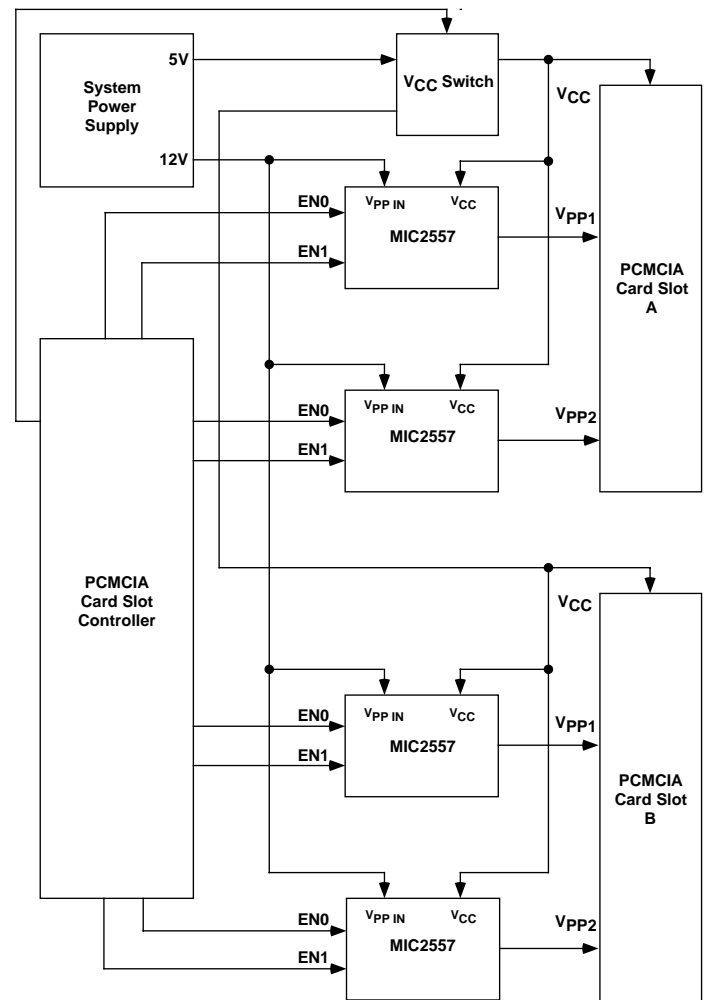 5V
System
Power
Supply
12V
VCC Switch
VCC
EN0
VPP IN
VCC
VPP1
MIC2557
EN1
PCMCIA
Card Slot
A
EN0
VPP IN
VCC
VPP2
MIC2557
EN1
PCMCIA
Card Slot
Controller
VCC
EN0
VPP IN
VCC
VPP1
MIC2557
EN1
PCMCIA
Card Slot
B
EN0
VPP IN
VCC
VPP2
MIC2557
EN1